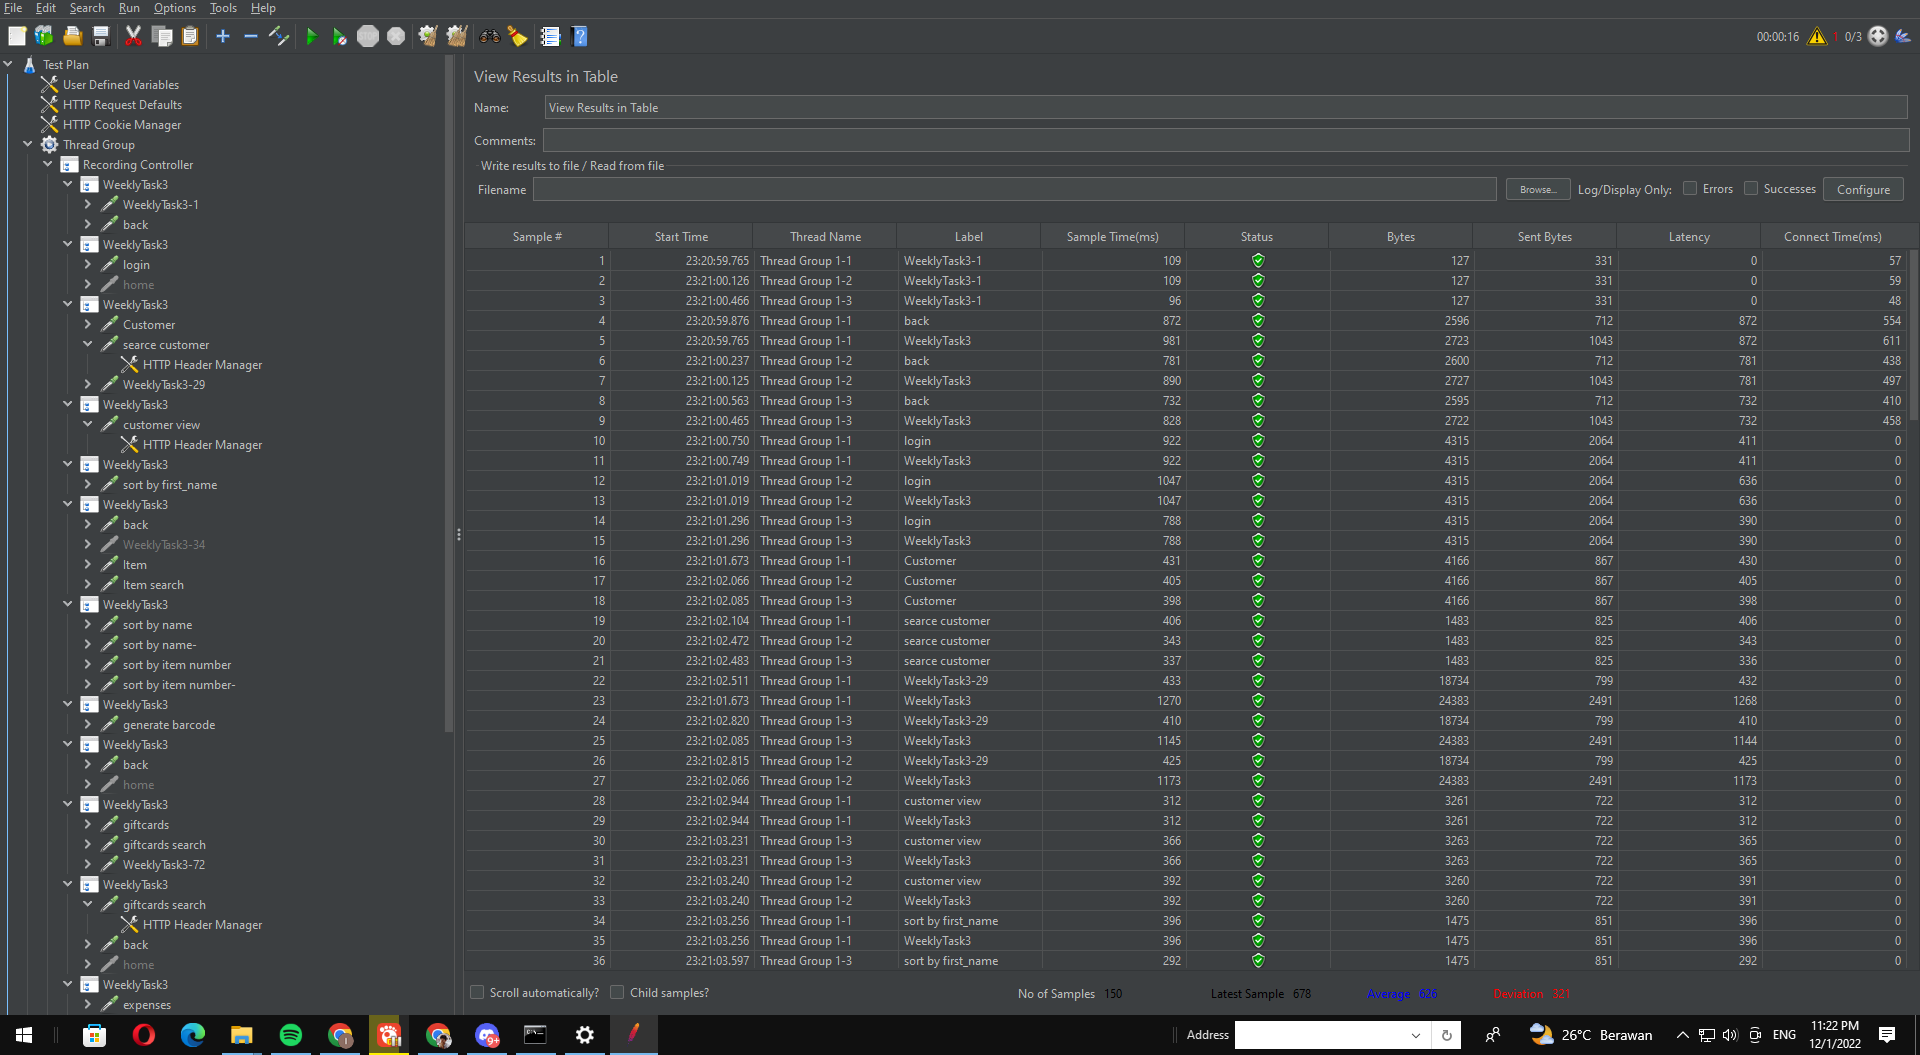 File Edit Search Run Options Tools Help
00:00:16 1 0/3
Test Plan
User Defined Variables
HTTP Request Defaults
HTTP Cookie Manager
Thread Group
Recording Controller
WeeklyTask3
WeeklyTask3-1
back
WeeklyTask3
login
home
WeeklyTask3
Customer
searce customer
HTTP Header Manager
WeeklyTask3-29
WeeklyTask3
customer view
HTTP Header Manager
WeeklyTask3
sort by first_name
WeeklyTask3
back
WeeklyTask3-34
Item
Item search
WeeklyTask3
sort by name
sort by name-
sort by item number
sort by item number-
WeeklyTask3
generate barcode
WeeklyTask3
back
home
WeeklyTask3
giftcards
giftcards search
WeeklyTask3-72
WeeklyTask3
giftcards search
HTTP Header Manager
back
home
WeeklyTask3
expenses
View Results in Table
Name: View Results in Table
Comments:
Write results to file / Read from file
Filename Browse... Log/Display Only: Errors Successes Configure
Sample # Start Time Thread Name Label Sample Time(ms) Status Bytes Sent Bytes Latency Connect Time(ms)
1 23:20:59.765 Thread Group 1-1 WeeklyTask3-1 109 127 331 0 57
2 23:21:00.126 Thread Group 1-2 WeeklyTask3-1 109 127 331 0 59
3 23:21:00.466 Thread Group 1-3 WeeklyTask3-1 96 127 331 0 48
4 23:20:59.876 Thread Group 1-1 back 872 2596 712 872 554
5 23:20:59.765 Thread Group 1-1 WeeklyTask3 981 2723 1043 872 611
6 23:21:00.237 Thread Group 1-2 back 781 2600 712 781 438
7 23:21:00.125 Thread Group 1-2 WeeklyTask3 890 2727 1043 781 497
8 23:21:00.563 Thread Group 1-3 back 732 2595 712 732 410
9 23:21:00.465 Thread Group 1-3 WeeklyTask3 828 2722 1043 732 458
10 23:21:00.750 Thread Group 1-1 login 922 4315 2064 411 0
11 23:21:00.749 Thread Group 1-1 WeeklyTask3 922 4315 2064 411 0
12 23:21:01.019 Thread Group 1-2 login 1047 4315 2064 636 0
13 23:21:01.019 Thread Group 1-2 WeeklyTask3 1047 4315 2064 636 0
14 23:21:01.296 Thread Group 1-3 login 788 4315 2064 390 0
15 23:21:01.296 Thread Group 1-3 WeeklyTask3 788 4315 2064 390 0
16 23:21:01.673 Thread Group 1-1 Customer 431 4166 867 430 0
17 23:21:02.066 Thread Group 1-2 Customer 405 4166 867 405 0
18 23:21:02.085 Thread Group 1-3 Customer 398 4166 867 398 0
19 23:21:02.104 Thread Group 1-1 searce customer 406 1483 825 406 0
20 23:21:02.472 Thread Group 1-2 searce customer 343 1483 825 343 0
21 23:21:02.483 Thread Group 1-3 searce customer 337 1483 825 336 0
22 23:21:02.511 Thread Group 1-1 WeeklyTask3-29 433 18734 799 432 0
23 23:21:01.673 Thread Group 1-1 WeeklyTask3 1270 24383 2491 1268 0
24 23:21:02.820 Thread Group 1-3 WeeklyTask3-29 410 18734 799 410 0
25 23:21:02.085 Thread Group 1-3 WeeklyTask3 1145 24383 2491 1144 0
26 23:21:02.815 Thread Group 1-2 WeeklyTask3-29 425 18734 799 425 0
27 23:21:02.066 Thread Group 1-2 WeeklyTask3 1173 24383 2491 1173 0
28 23:21:02.944 Thread Group 1-1 customer view 312 3261 722 312 0
29 23:21:02.944 Thread Group 1-1 WeeklyTask3 312 3261 722 312 0
30 23:21:03.231 Thread Group 1-3 customer view 366 3263 722 365 0
31 23:21:03.231 Thread Group 1-3 WeeklyTask3 366 3263 722 365 0
32 23:21:03.240 Thread Group 1-2 customer view 392 3260 722 391 0
33 23:21:03.240 Thread Group 1-2 WeeklyTask3 392 3260 722 391 0
34 23:21:03.256 Thread Group 1-1 sort by first_name 396 1475 851 396 0
35 23:21:03.256 Thread Group 1-1 WeeklyTask3 396 1475 851 396 0
36 23:21:03.597 Thread Group 1-3 sort by first_name 292 1475 851 292 0
Scroll automatically? Child samples? No of Samples 150 Latest Sample 678 Average 626 Deviation 321
Address 26°C Berawan ENG 11:22 PM
12/1/2022